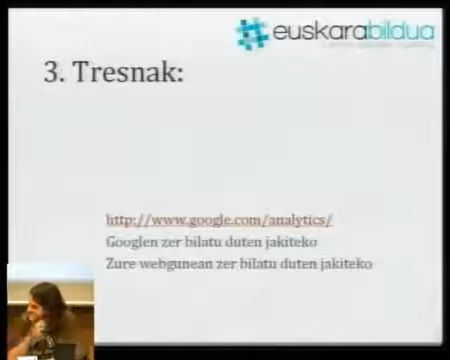 euskarabildua
3. Tresnak:
http://www.google.com/analytics/
Googlen zer bilatu duten jakiteko
Zure webgunean zer bilatu duten jakiteko